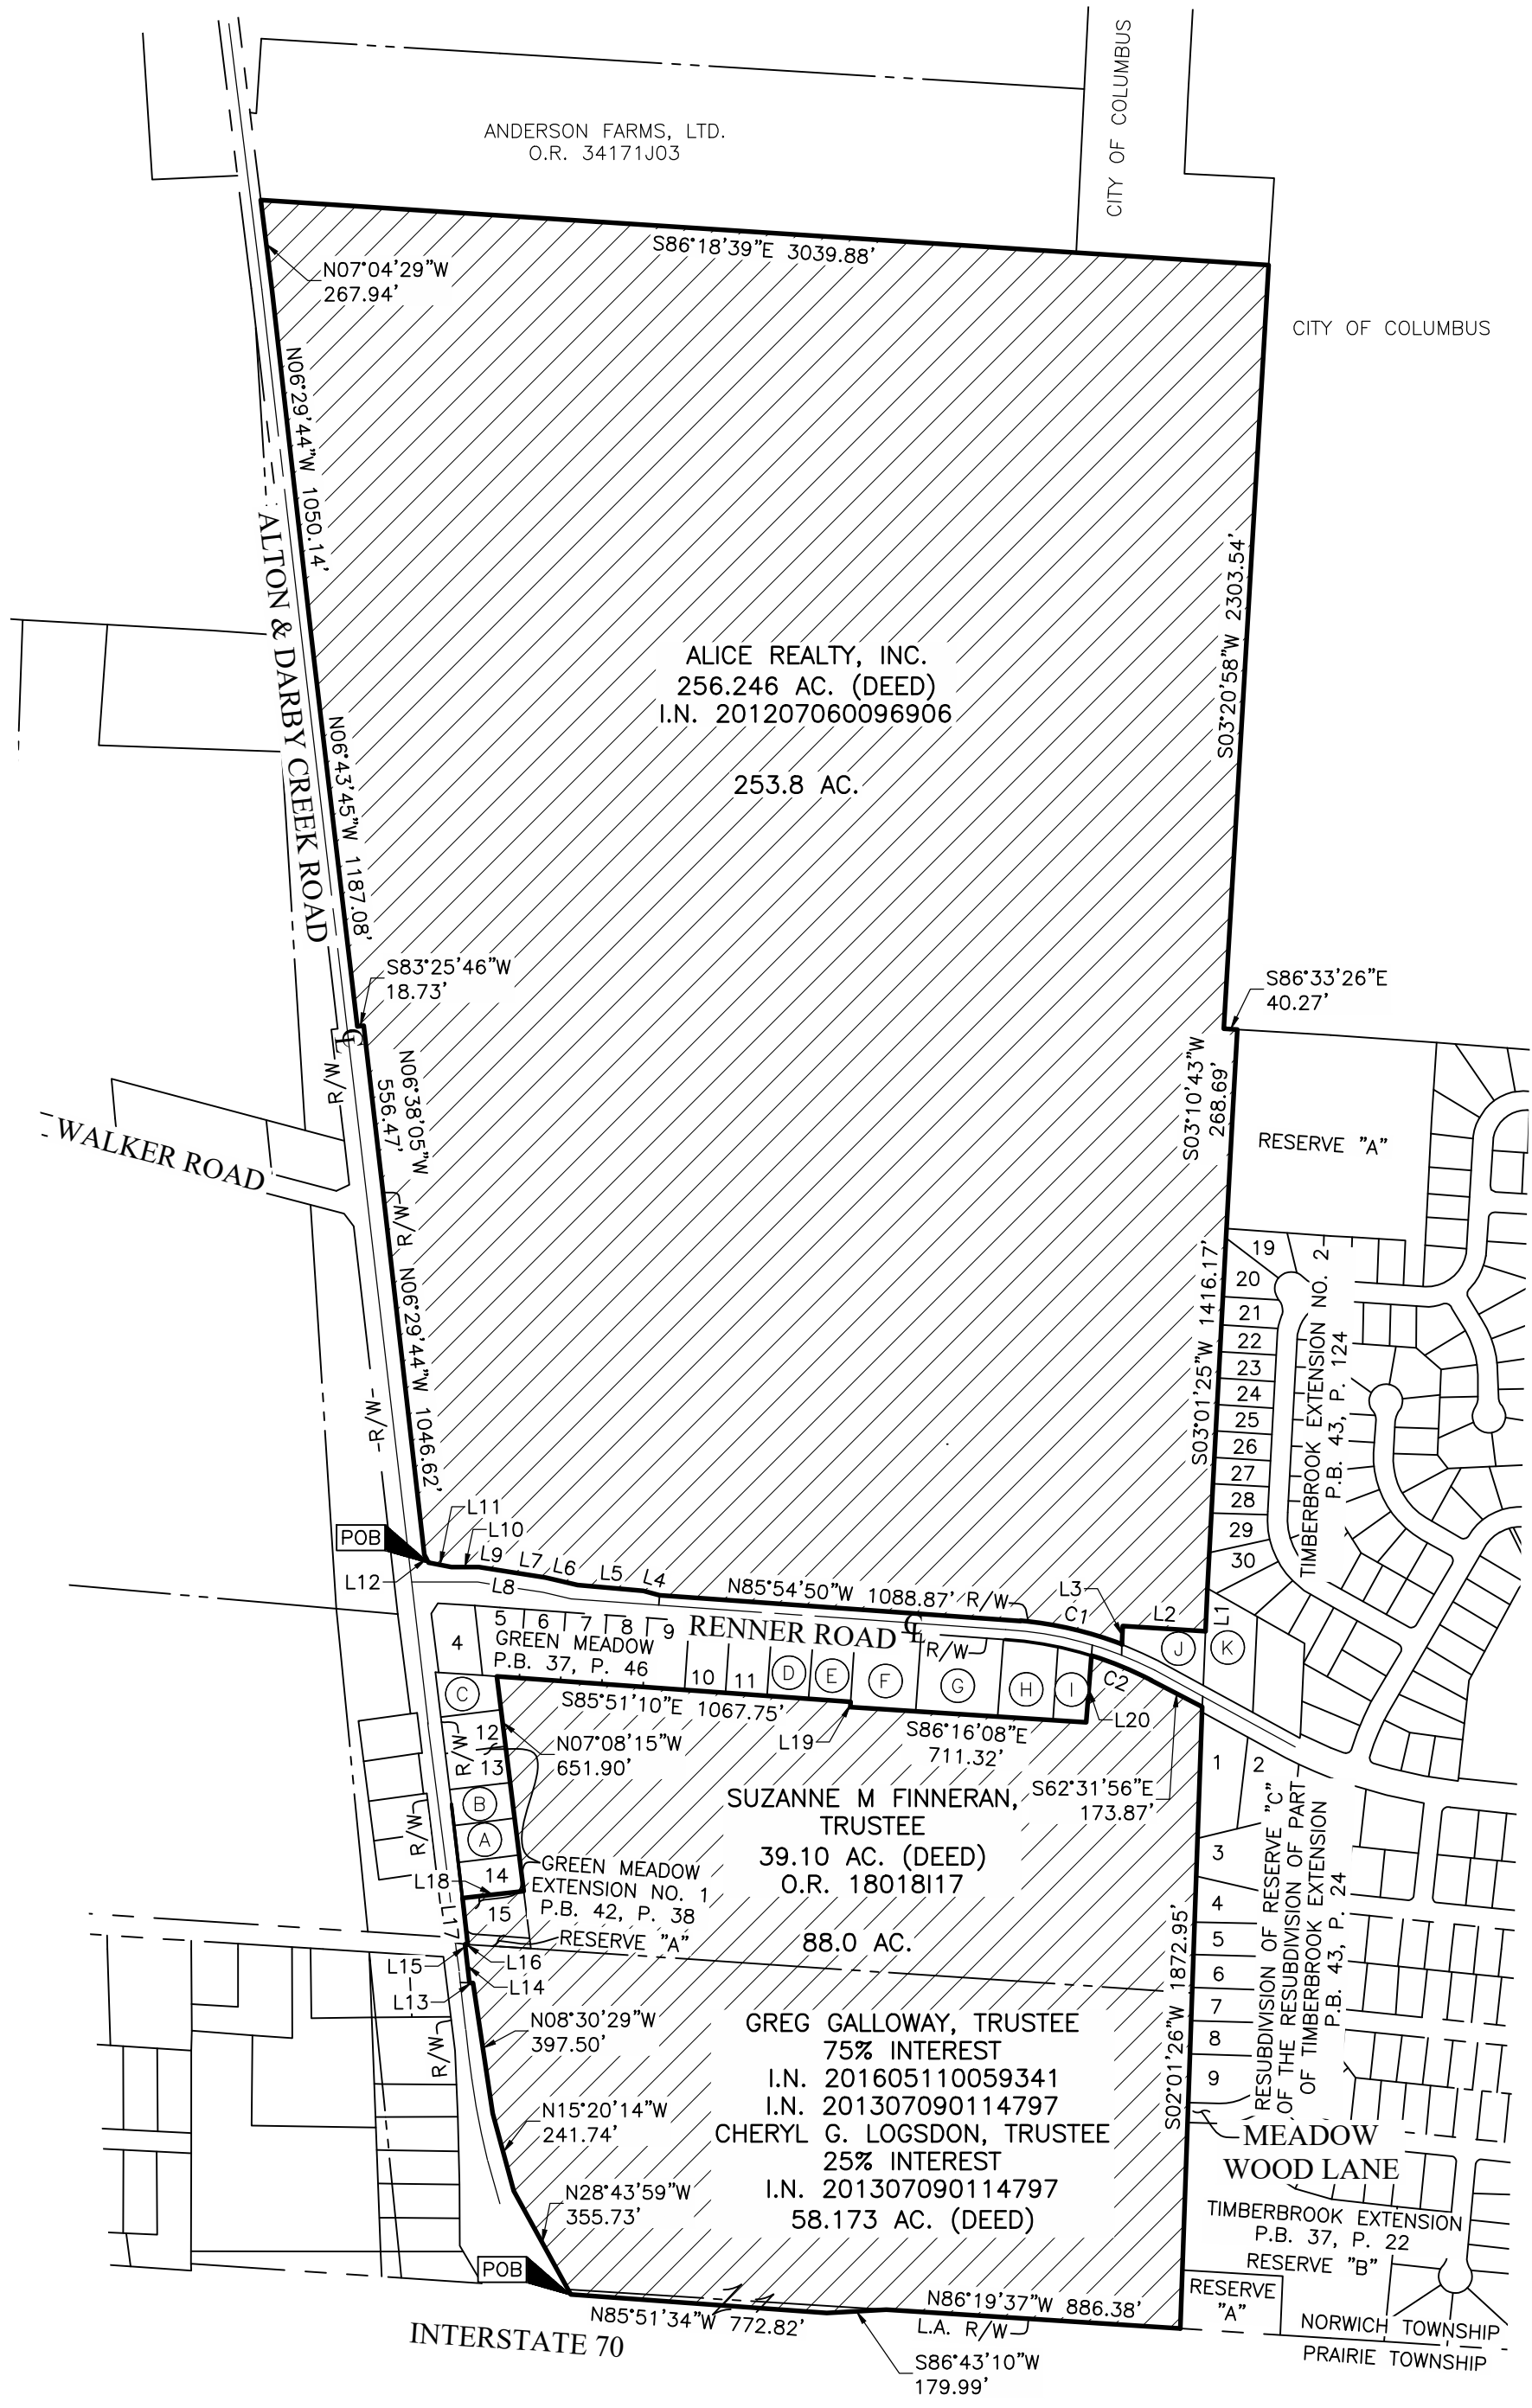 CITY OF COLUMBUS
ANDERSON FARMS, LTD.
O.R. 34171J03
S86°18'39"E 3039.88'
N07°04'29"W
267.94'
CITY OF COLUMBUS
N06°29'44"W 1050.14'
ALTON & DARBY CREEK ROAD
S03°20'58"W 2303.54'
ALICE REALTY, INC.
256.246 AC. (DEED)
I.N. 201207060096906
253.8 AC.
N06°43'45"W 1187.08'
S83°25'46"W
18.73'
S86°33'26"E
40.27'
℄
R/W
N06°38'05"W
556.47'
S03°10'43"W
268.69'
WALKER ROAD
RESERVE "A"
R/W
N06°29'44"W 1046.62'
S03°01'25"W 1416.17'
19
20
21
22
23
24
25
26
27
28
29
30
TIMBERBROOK EXTENSION NO. 2
P.B. 43, P. 124
R/W
POB
L11
L10
L9
L7
L6
L5
L4
L12
L8
N85°54'50"W 1088.87'
R/W
L3
C1
L2
L1
RENNER ROAD
℄
R/W
4
5
6
7
8
9
GREEN MEADOW
P.B. 37, P. 46
10
11
D
E
F
G
H
I
J
K
C2
C
S85°51'10"E 1067.75'
L19
S86°16'08"E
711.32'
L20
R/W
12
13
N07°08'15"W
651.90'
B
A
R/W
14
L18
15
L17
GREEN MEADOW
EXTENSION NO. 1
P.B. 42, P. 38
RESERVE "A"
SUZANNE M FINNERAN,
TRUSTEE
39.10 AC. (DEED)
O.R. 18018I17
88.0 AC.
S62°31'56"E
173.87'
1
2
3
4
5
6
7
8
9
RESUBDIVISION OF RESERVE "C"
OF THE RESUBDIVISION OF PART
OF TIMBERBROOK EXTENSION
P.B. 43, P. 24
L15
L16
L14
L13
R/W
N08°30'29"W
397.50'
GREG GALLOWAY, TRUSTEE
75% INTEREST
I.N. 201605110059341
I.N. 201307090114797
CHERYL G. LOGSDON, TRUSTEE
25% INTEREST
I.N. 201307090114797
58.173 AC. (DEED)
S02°01'26"W 1872.95'
N15°20'14"W
241.74'
MEADOW
WOOD LANE
N28°43'59"W
355.73'
TIMBERBROOK EXTENSION
P.B. 37, P. 22
RESERVE "B"
POB
RESERVE
"A"
N85°51'34"W 772.82'
N86°19'37"W 886.38'
L.A. R/W
S86°43'10"W
179.99'
INTERSTATE 70
NORWICH TOWNSHIP
PRAIRIE TOWNSHIP